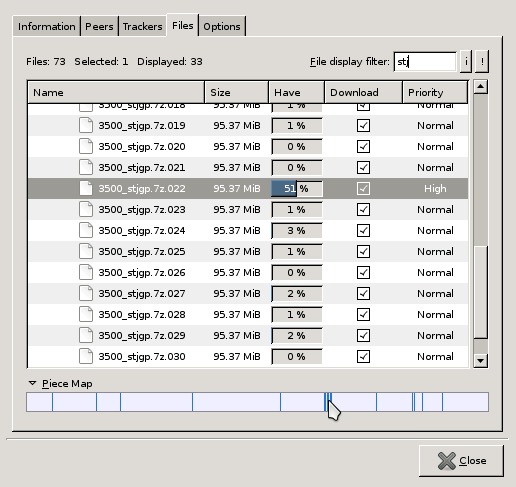 Information Peers Trackers Files Options
Files: 73 Selected: 1 Displayed: 33 File display filter: stj i !
Name Size Have Download Priority
3500_stjgp.7z.018 95.37 MiB 1 % Normal
3500_stjgp.7z.019 95.37 MiB 1 % Normal
3500_stjgp.7z.020 95.37 MiB 0 % Normal
3500_stjgp.7z.021 95.37 MiB 0 % Normal
3500_stjgp.7z.022 95.37 MiB 51 % High
3500_stjgp.7z.023 95.37 MiB 1 % Normal
3500_stjgp.7z.024 95.37 MiB 3 % Normal
3500_stjgp.7z.025 95.37 MiB 1 % Normal
3500_stjgp.7z.026 95.37 MiB 0 % Normal
3500_stjgp.7z.027 95.37 MiB 2 % Normal
3500_stjgp.7z.028 95.37 MiB 1 % Normal
3500_stjgp.7z.029 95.37 MiB 2 % Normal
3500_stjgp.7z.030 95.37 MiB 0 % Normal
Piece Map
Close